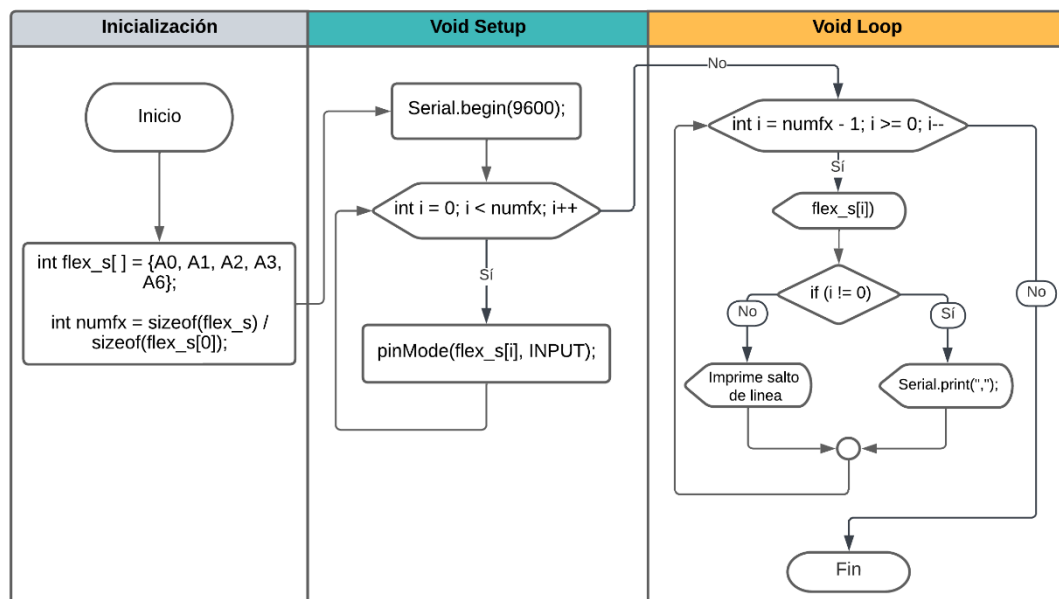 Inicialización
Void Setup
Void Loop
Inicio
int flex_s[ ] = {A0, A1, A2, A3,
A6};
int numfx = sizeof(flex_s) /
sizeof(flex_s[0]);
Serial.begin(9600);
int i = 0; i < numfx; i++
Sí
pinMode(flex_s[i], INPUT);
No
int i = numfx - 1; i >= 0; i--
Sí
flex_s[i])
if (i != 0)
No
Sí
No
Imprime salto
de linea
Serial.print(",");
Fin